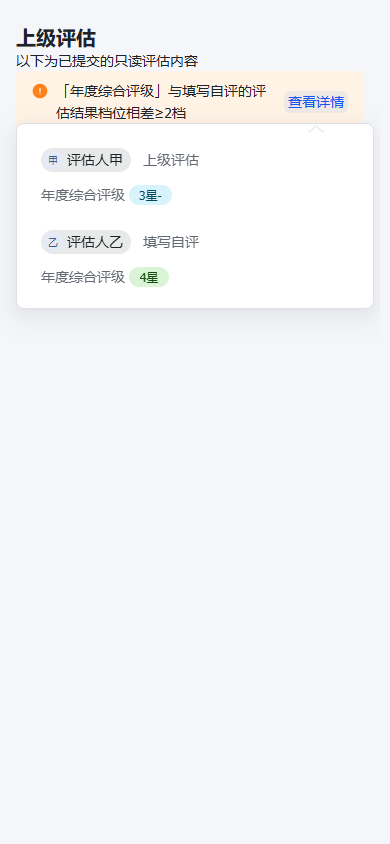 上级评估
以下为已提交的只读评估内容
「年度综合评级」与填写自评的评
估结果档位相差≥2档
查看详情
甲 评估人甲 上级评估
年度综合评级 3星-
乙 评估人乙 填写自评
年度综合评级 4星